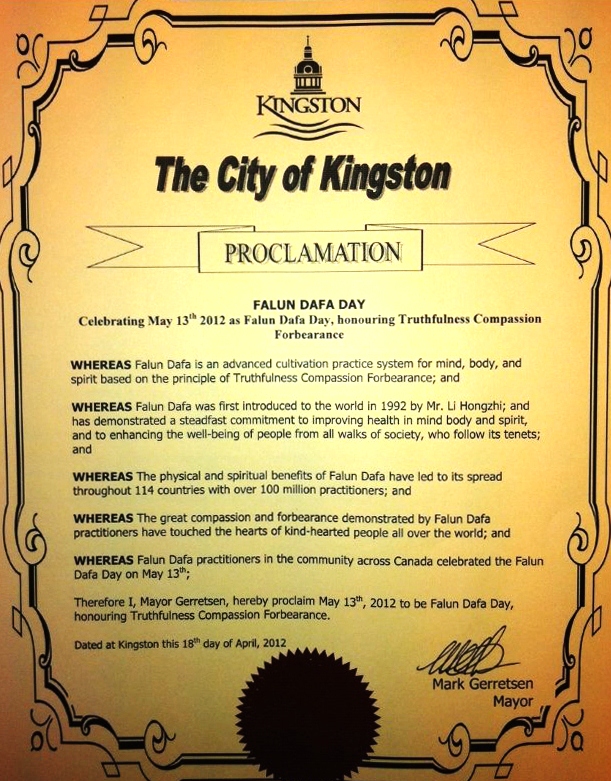 KINGSTON
The City of Kingston
PROCLAMATION
FALUN DAFA DAY
Celebrating May 13th 2012 as Falun Dafa Day, honouring Truthfulness Compassion
Forbearance
WHEREAS Falun Dafa is an advanced cultivation practice system for mind, body, and
spirit based on the principle of Truthfulness Compassion Forbearance; and
WHEREAS Falun Dafa was first introduced to the world in 1992 by Mr. Li Hongzhi; and
has demonstrated a steadfast commitment to improving health in mind body and spirit,
and to enhancing the well-being of people from all walks of society, who follow its tenets;
and
WHEREAS The physical and spiritual benefits of Falun Dafa have led to its spread
throughout 114 countries with over 100 million practitioners; and
WHEREAS The great compassion and forbearance demonstrated by Falun Dafa
practitioners have touched the hearts of kind-hearted people all over the world; and
WHEREAS Falun Dafa practitioners in the community across Canada celebrated the Falun
Dafa Day on May 13th;
Therefore I, Mayor Gerretsen, hereby proclaim May 13th, 2012 to be Falun Dafa Day,
honouring Truthfulness Compassion Forbearance.
Dated at Kingston this 18th day of April, 2012
Mark Gerretsen
Mayor